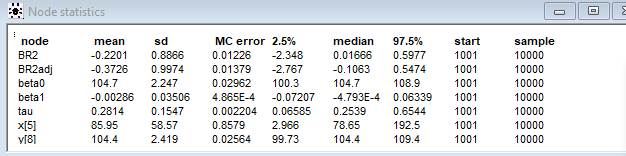 Node statistics
node mean sd MC error 2.5% median 97.5% start sample
BR2 -0.2201 0.8866 0.01226 -2.348 0.01666 0.5977 1001 10000
BR2adj -0.3726 0.9974 0.01379 -2.767 -0.1063 0.5474 1001 10000
beta0 104.7 2.247 0.02962 100.3 104.7 108.9 1001 10000
beta1 -0.00286 0.03506 4.865E-4 -0.07207 -4.793E-4 0.06339 1001 10000
tau 0.2814 0.1547 0.002204 0.06585 0.2539 0.6544 1001 10000
x[5] 85.95 58.57 0.8579 2.966 78.65 192.5 1001 10000
y[8] 104.4 2.419 0.02564 99.73 104.4 109.4 1001 10000